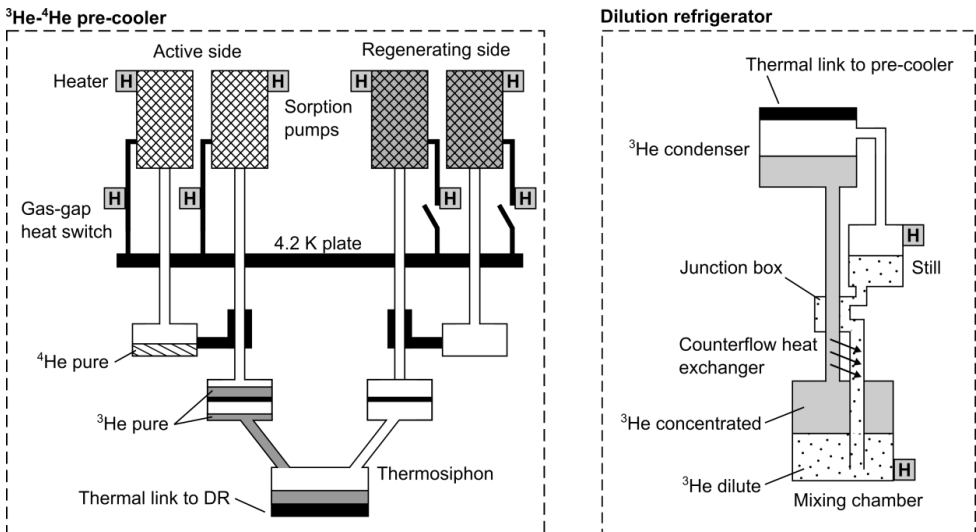 ³He-⁴He pre-cooler
Active side
Regenerating side
Heater
H
H
H
H
Sorption
pumps
H
H
H
H
Gas-gap
heat switch
4.2 K plate
⁴He pure
³He pure
Thermosiphon
Thermal link to DR
Dilution refrigerator
Thermal link to pre-cooler
³He condenser
H
Still
Junction box
Counterflow heat
exchanger
³He concentrated
³He dilute
H
Mixing chamber